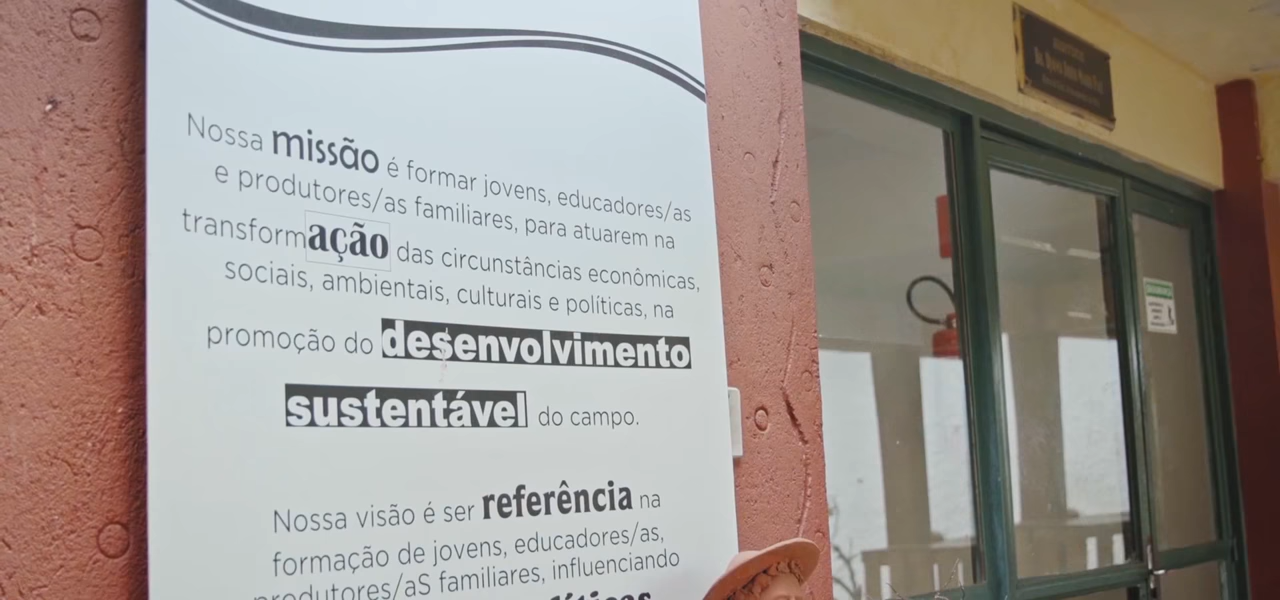 Nossa missão é formar jovens, educadores/as
e produtores/as familiares, para atuarem na
transformação das circunstâncias econômicas,
sociais, ambientais, culturais e políticas, na
promoção do desenvolvimento
sustentável do campo.
Nossa visão é ser referência na
formação de jovens, educadores/as,
produtores/aS familiares, influenciando